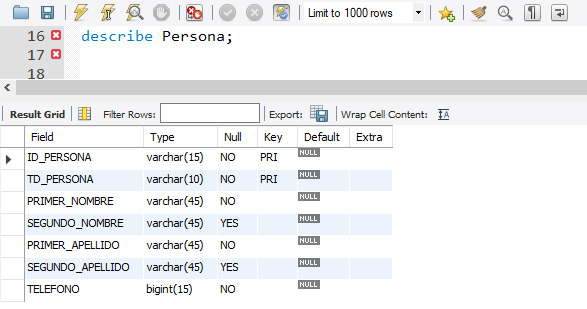 Limit to 1000 rows
16 describe Persona;
17
18
Result Grid Filter Rows: Export: Wrap Cell Content: IA
Field Type Null Key Default Extra
ID_PERSONA varchar(15) NO PRI NULL
TD_PERSONA varchar(10) NO PRI NULL
PRIMER_NOMBRE varchar(45) NO NULL
SEGUNDO_NOMBRE varchar(45) YES NULL
PRIMER_APELLIDO varchar(45) NO NULL
SEGUNDO_APELLIDO varchar(45) YES NULL
TELEFONO bigint(15) NO NULL